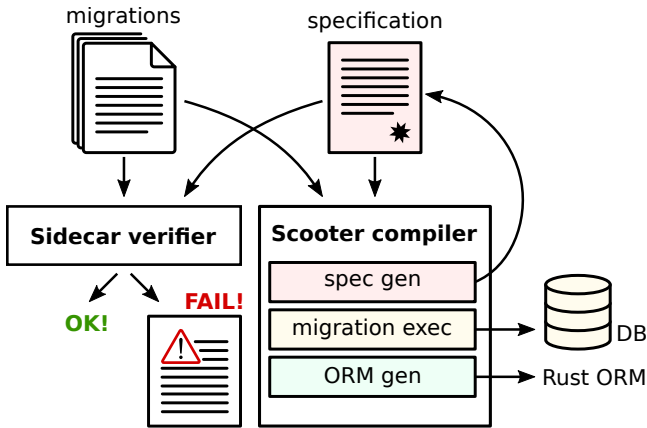 migrations
specification
Sidecar verifier
Scooter compiler
spec gen
FAIL!
OK!
migration exec
DB
ORM gen
Rust ORM